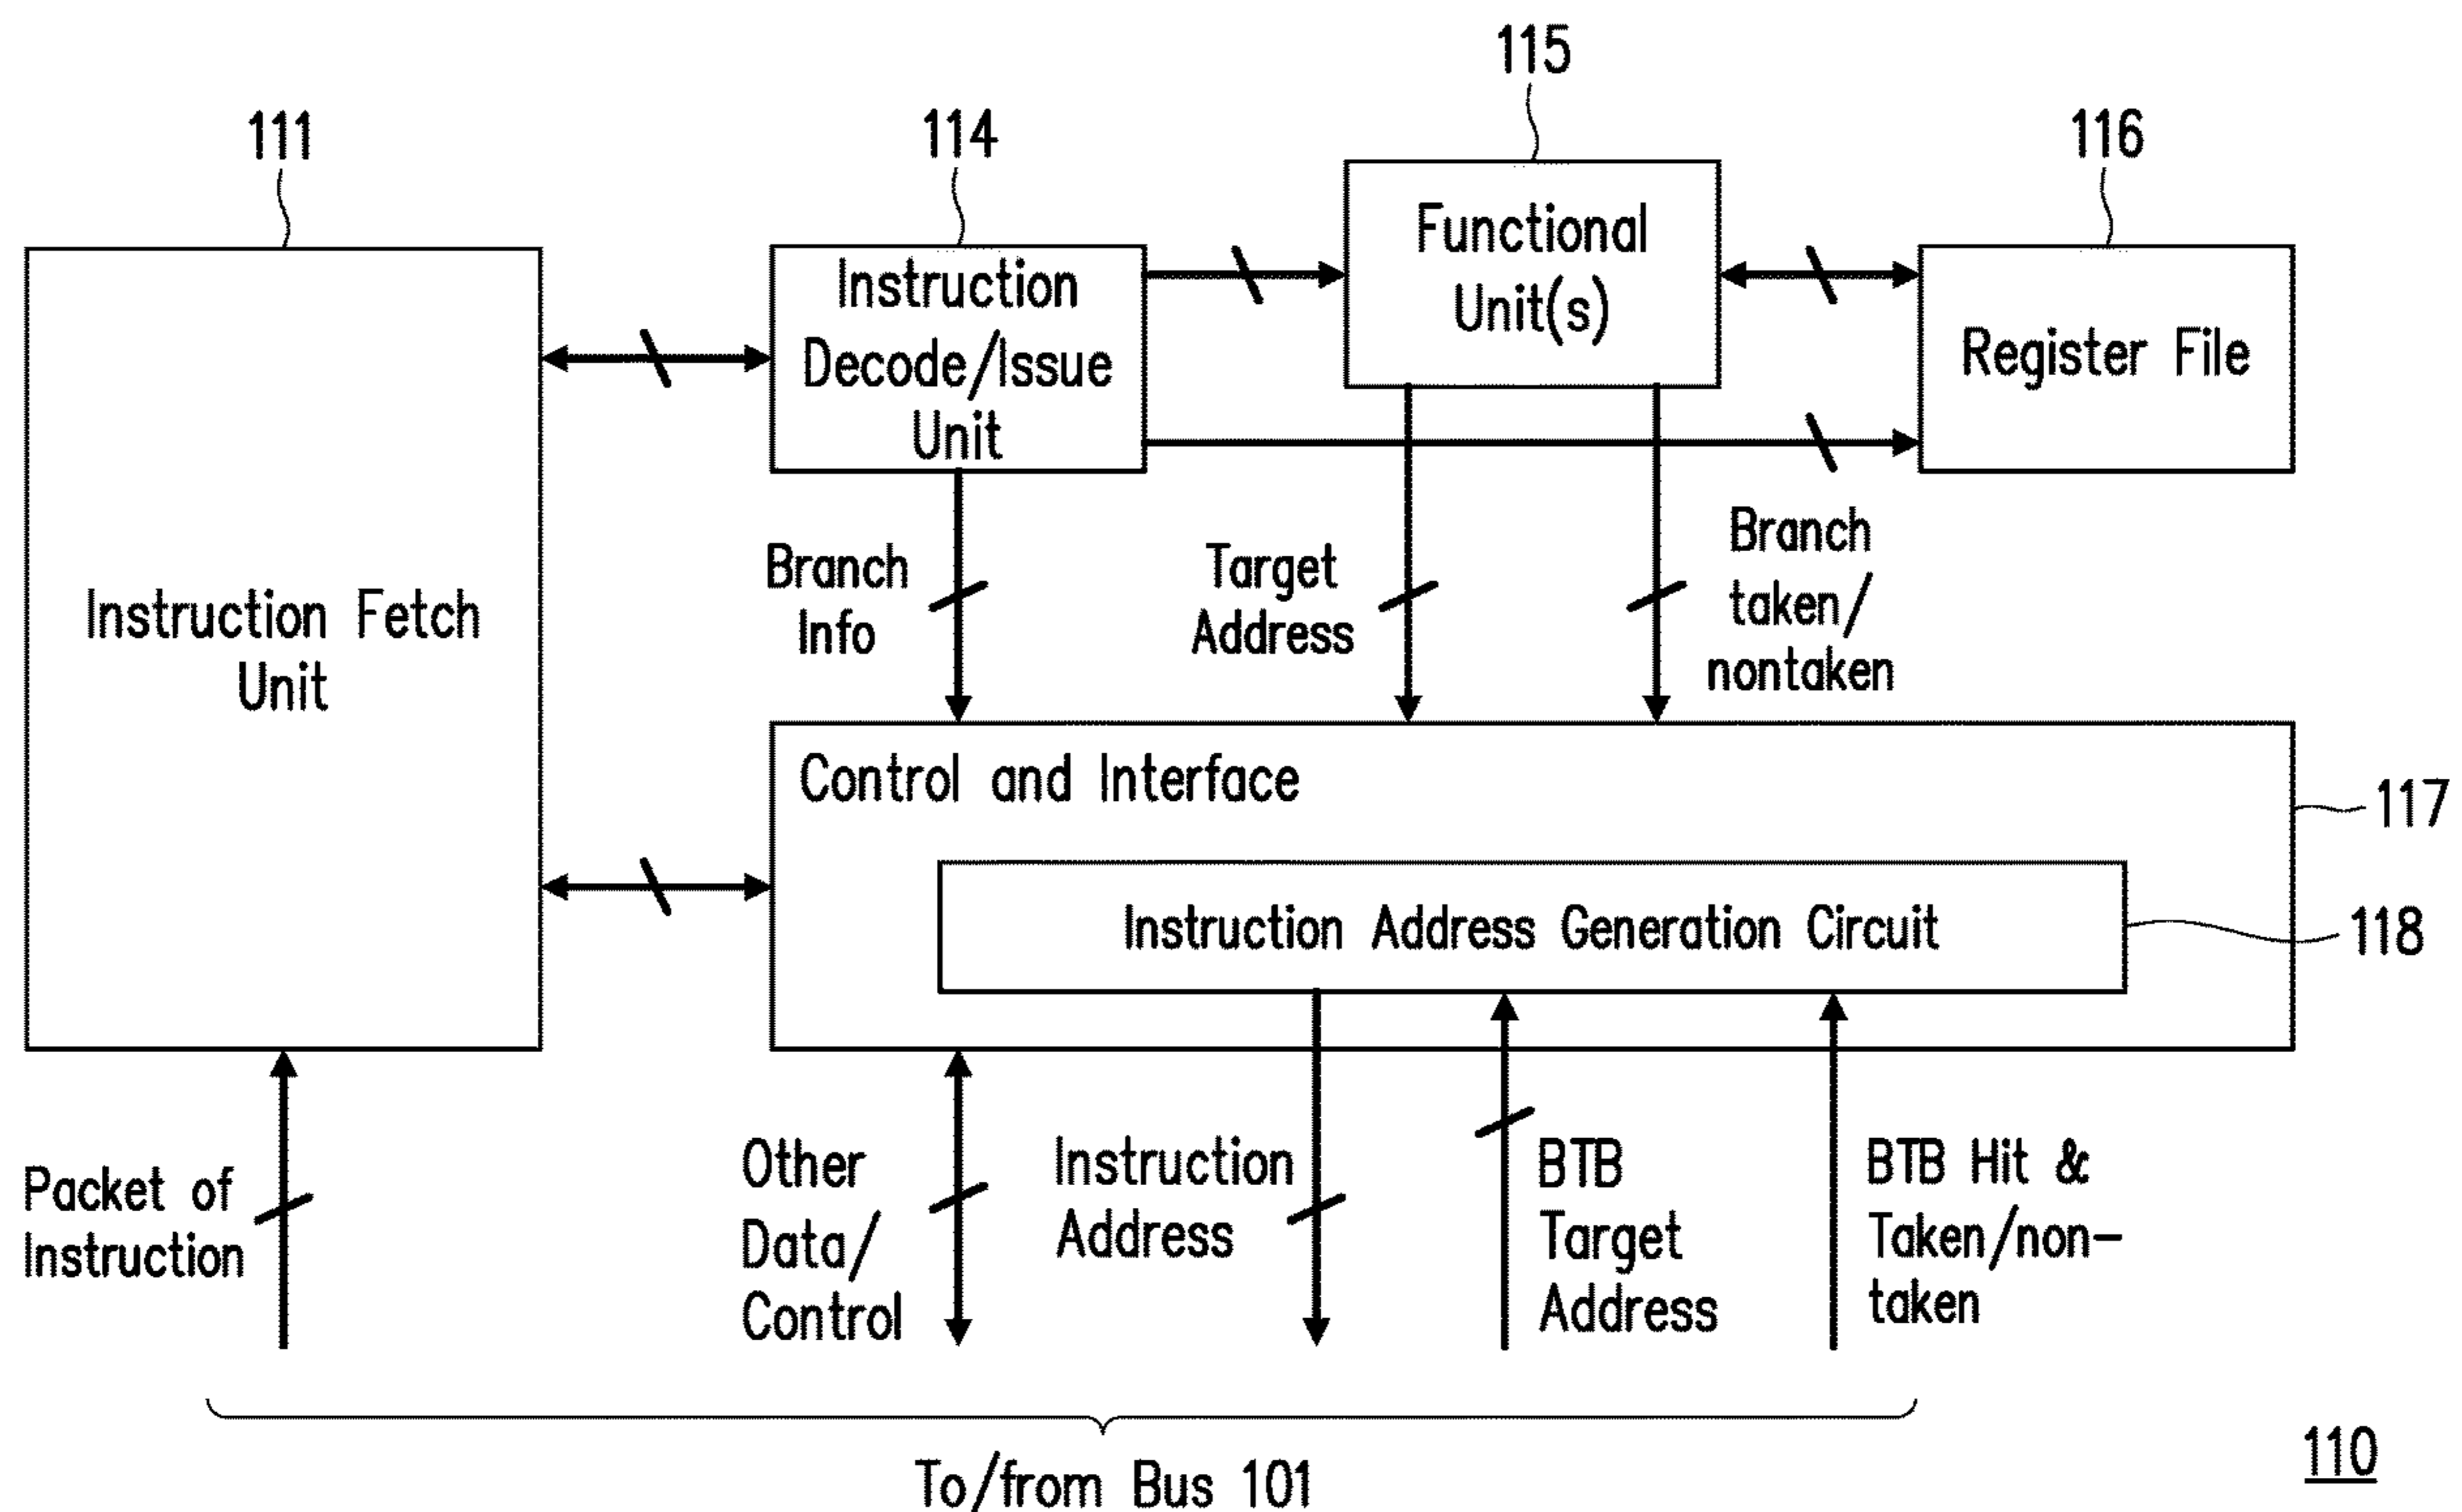 115
111
114
116
Functional
Unit(s)
Instruction
Decode/Issue
Unit
Register File
Instruction Fetch
Unit
Branch
Info
Target
Address
Branch
taken/
nontaken
Control and Interface
117
Instruction Address Generation Circuit
118
Packet of
Instruction
Other
Data/
Control
Instruction
Address
BTB
Target
Address
BTB Hit &
Taken/non-
taken
To/from Bus 101
110